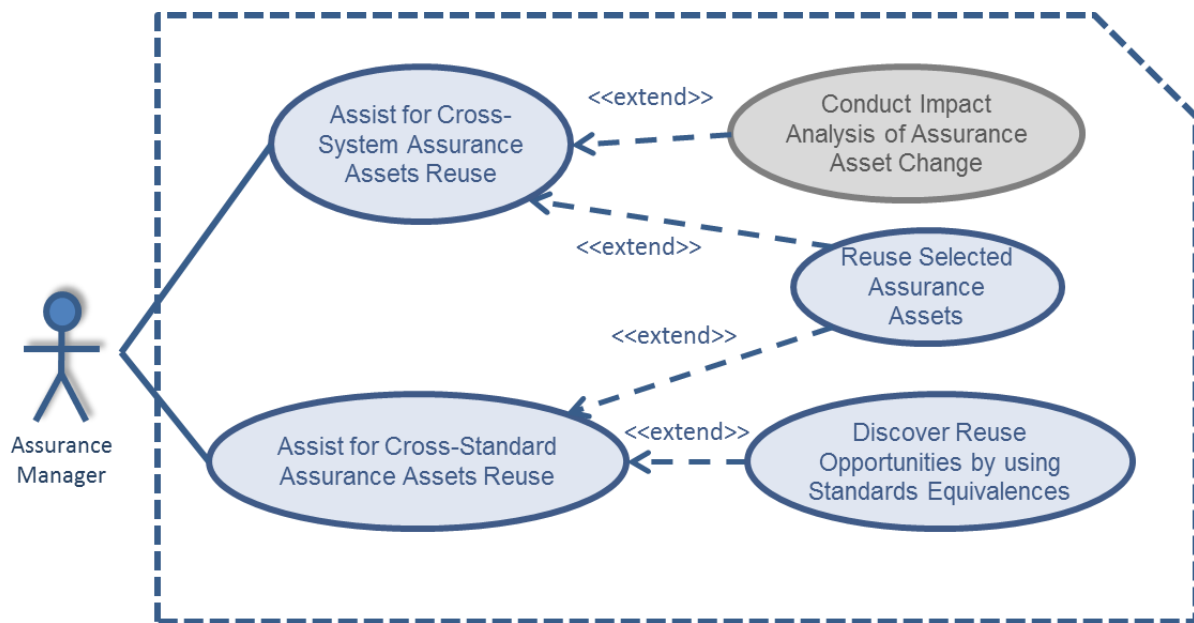 Assist for Cross-
System Assurance
Assets Reuse
<<extend>>
Conduct Impact
Analysis of Assurance
Asset Change
<<extend>>
Reuse Selected
Assurance
Assets
<<extend>>
Assurance
Manager
Assist for Cross-Standard
Assurance Assets Reuse
<<extend>>
Discover Reuse
Opportunities by using
Standards Equivalences